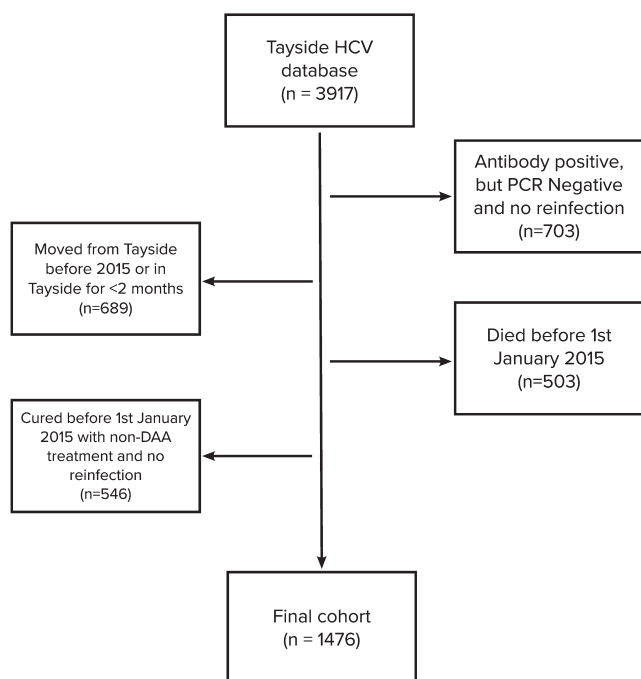 Tayside HCV
database
(n = 3917)
Antibody positive,
but PCR Negative
and no reinfection
(n=703)
Moved from Tayside
before 2015 or in
Tayside for <2 months
(n=689)
Died before 1st
January 2015
(n=503)
Cured before 1st January
2015 with non-DAA
treatment and no
reinfection
(n=546)
Final cohort
(n = 1476)